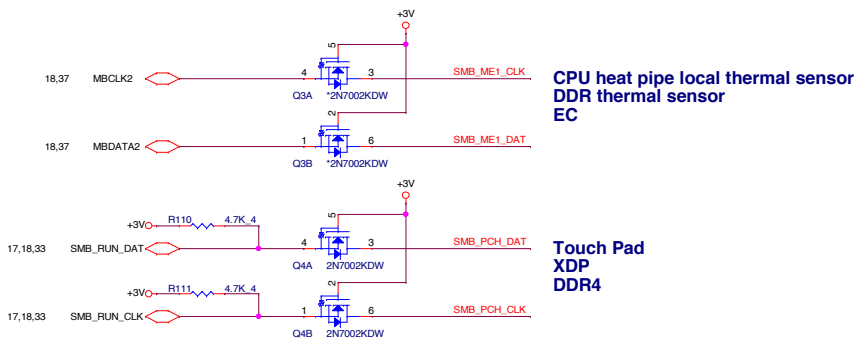 +3V
5
18,37 MBCLK2 4 3 SMB_ME1_CLK
Q3A *2N7002KDW
CPU heat pipe local thermal sensor
DDR thermal sensor
EC
2
18,37 MBDATA2 1 6 SMB_ME1_DAT
Q3B *2N7002KDW
+3V
R110 4.7K_4
+3V
5
17,18,33 SMB_RUN_DAT 4 3 SMB_PCH_DAT
Q4A 2N7002KDW
Touch Pad
XDP
DDR4
R111 4.7K_4
+3V
2
17,18,33 SMB_RUN_CLK 1 6 SMB_PCH_CLK
Q4B 2N7002KDW